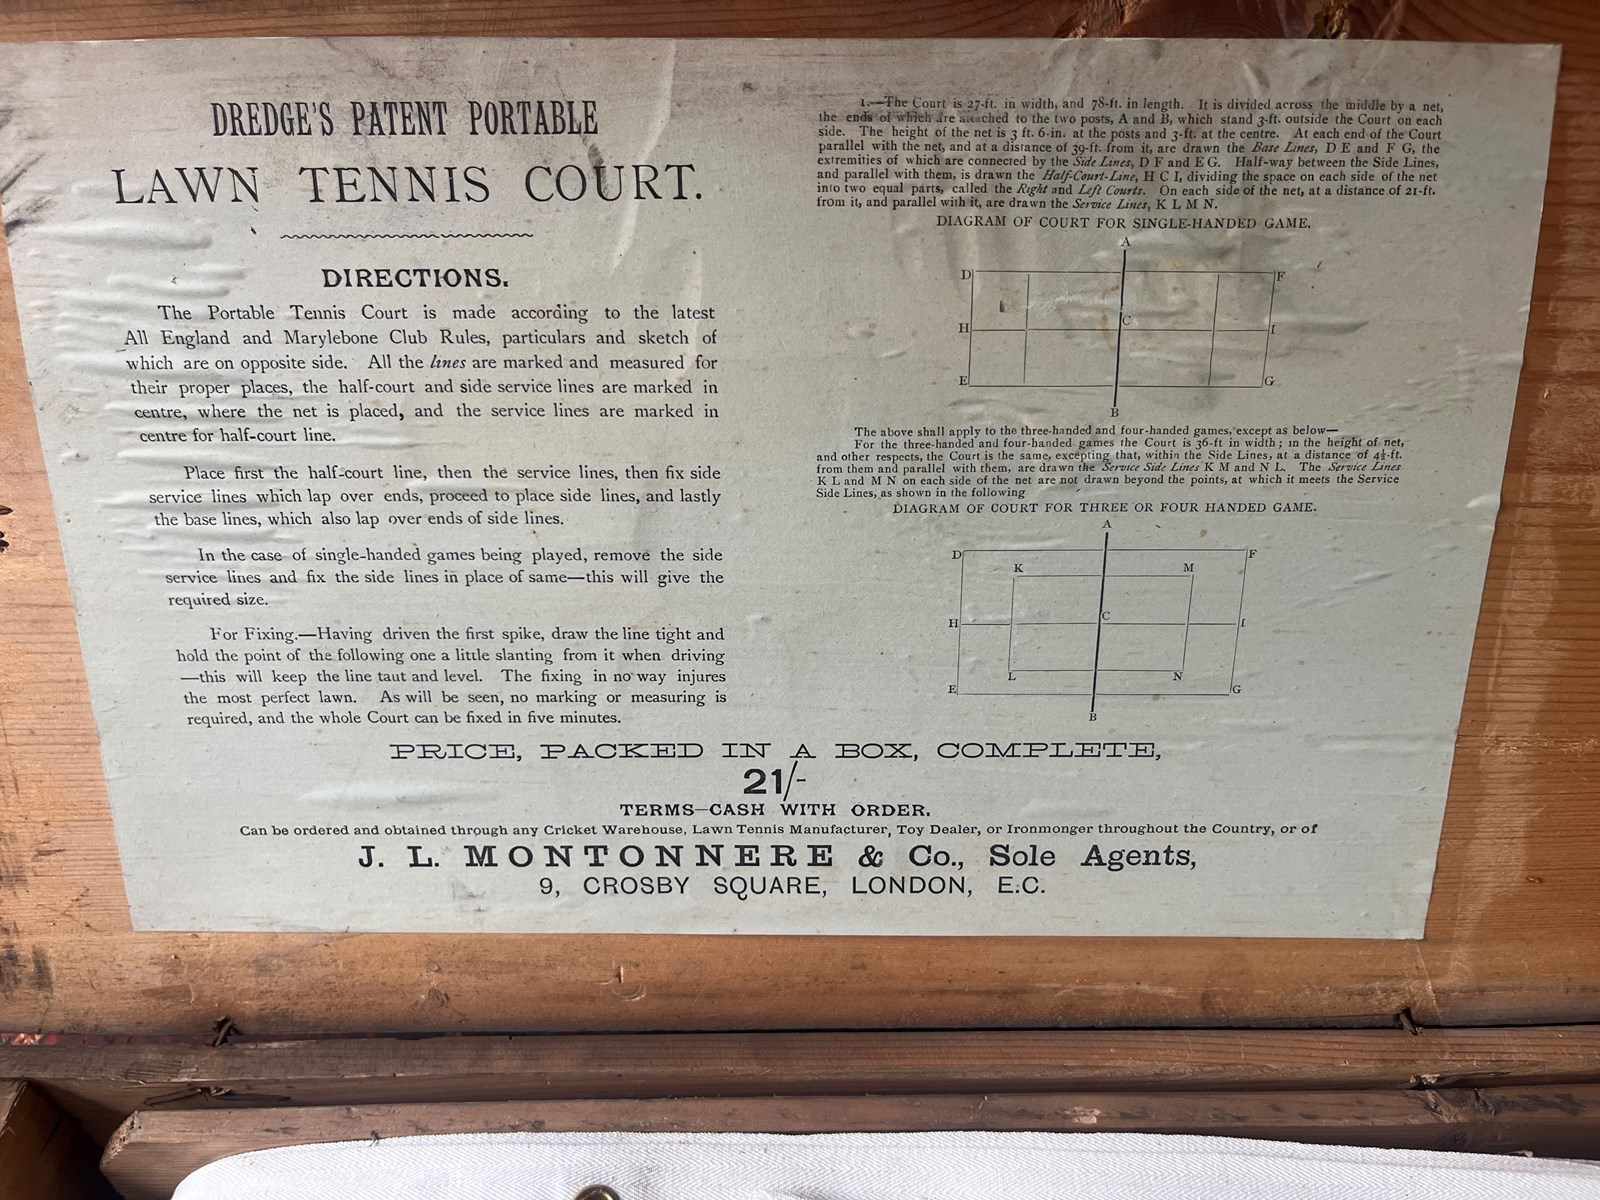 DREDGE'S PATENT PORTABLE
LAWN TENNIS COURT.
DIRECTIONS.
The Portable Tennis Court is made according to the latest
All England and Marylebone Club Rules, particulars and sketch of
which are on opposite side. All the lines are marked and measured for
their proper places, the half-court and side service lines are marked in
centre, where the net is placed, and the service lines are marked in
centre for half-court line.
Place first the half-court line, then the service lines, then fix side
service lines which lap over ends, proceed to place side lines, and lastly
the base lines, which also lap over ends of side lines.
In the case of single-handed games being played, remove the side
service lines and fix the side lines in place of same—this will give the
required size.
For Fixing.—Having driven the first spike, draw the line tight and
hold the point of the following one a little slanting from it when driving
—this will keep the line taut and level. The fixing in no way injures
the most perfect lawn. As will be seen, no marking or measuring is
required, and the whole Court can be fixed in five minutes.
1.—The Court is 27-ft. in width, and 78-ft. in length. It is divided across the middle by a net,
the ends of which are attached to the two posts, A and B, which stand 3-ft. outside the Court on each
side. The height of the net is 3 ft. 6-in. at the posts and 3-ft. at the centre. At each end of the Court
parallel with the net, and at a distance of 39-ft. from it, are drawn the Base Lines, D E and F G, the
extremities of which are connected by the Side Lines, D F and E G. Half-way between the Side Lines,
and parallel with them, is drawn the Half-Court-Line, H C I, dividing the space on each side of the net
into two equal parts, called the Right and Left Courts. On each side of the net, at a distance of 21-ft.
from it, and parallel with it, are drawn the Service Lines, K L M N.
DIAGRAM OF COURT FOR SINGLE-HANDED GAME.
A
D F
C
H I
E G
B
The above shall apply to the three-handed and four-handed games, except as below—
For the three-handed and four-handed games the Court is 36-ft in width; in the height of net,
and other respects, the Court is the same, excepting that, within the Side Lines, at a distance of 4½-ft.
from them and parallel with them, are drawn the Service Side Lines K M and N L. The Service Lines
K L and M N on each side of the net are not drawn beyond the points, at which it meets the Service
Side Lines, as shown in the following
DIAGRAM OF COURT FOR THREE OR FOUR HANDED GAME.
A
D F
K M
C
H I
L N
E G
B
PRICE, PACKED IN A BOX, COMPLETE,
21/-
TERMS—CASH WITH ORDER.
Can be ordered and obtained through any Cricket Warehouse, Lawn Tennis Manufacturer, Toy Dealer, or Ironmonger throughout the Country, or of
J. L. MONTONNERE & Co., Sole Agents,
9, CROSBY SQUARE, LONDON, E.C.